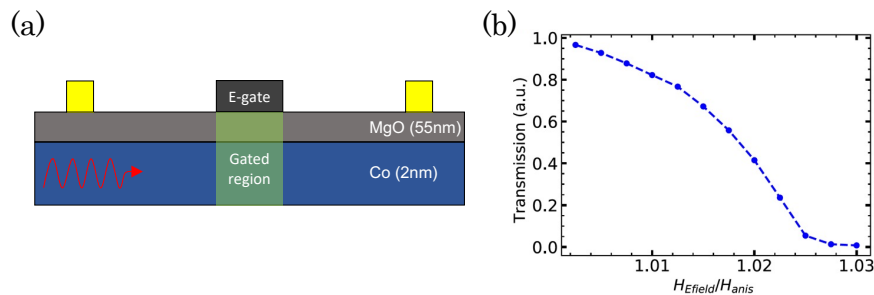 (a)
E-gate
MgO (55nm)
Gated
region
Co (2nm)
(b)
Transmission (a.u.)
1.0
0.8
0.6
0.4
0.2
0.0
1.01
1.02
1.03
H_Efield/H_anis